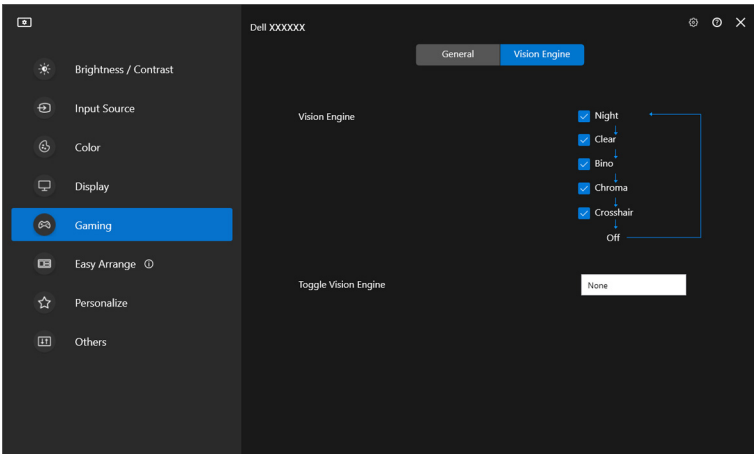 Dell XXXXXX
General
Vision Engine
Brightness / Contrast
Input Source
Color
Display
Gaming
Easy Arrange
Personalize
Others
Vision Engine
Night
Clear
Bino
Chroma
Crosshair
Off
Toggle Vision Engine
None